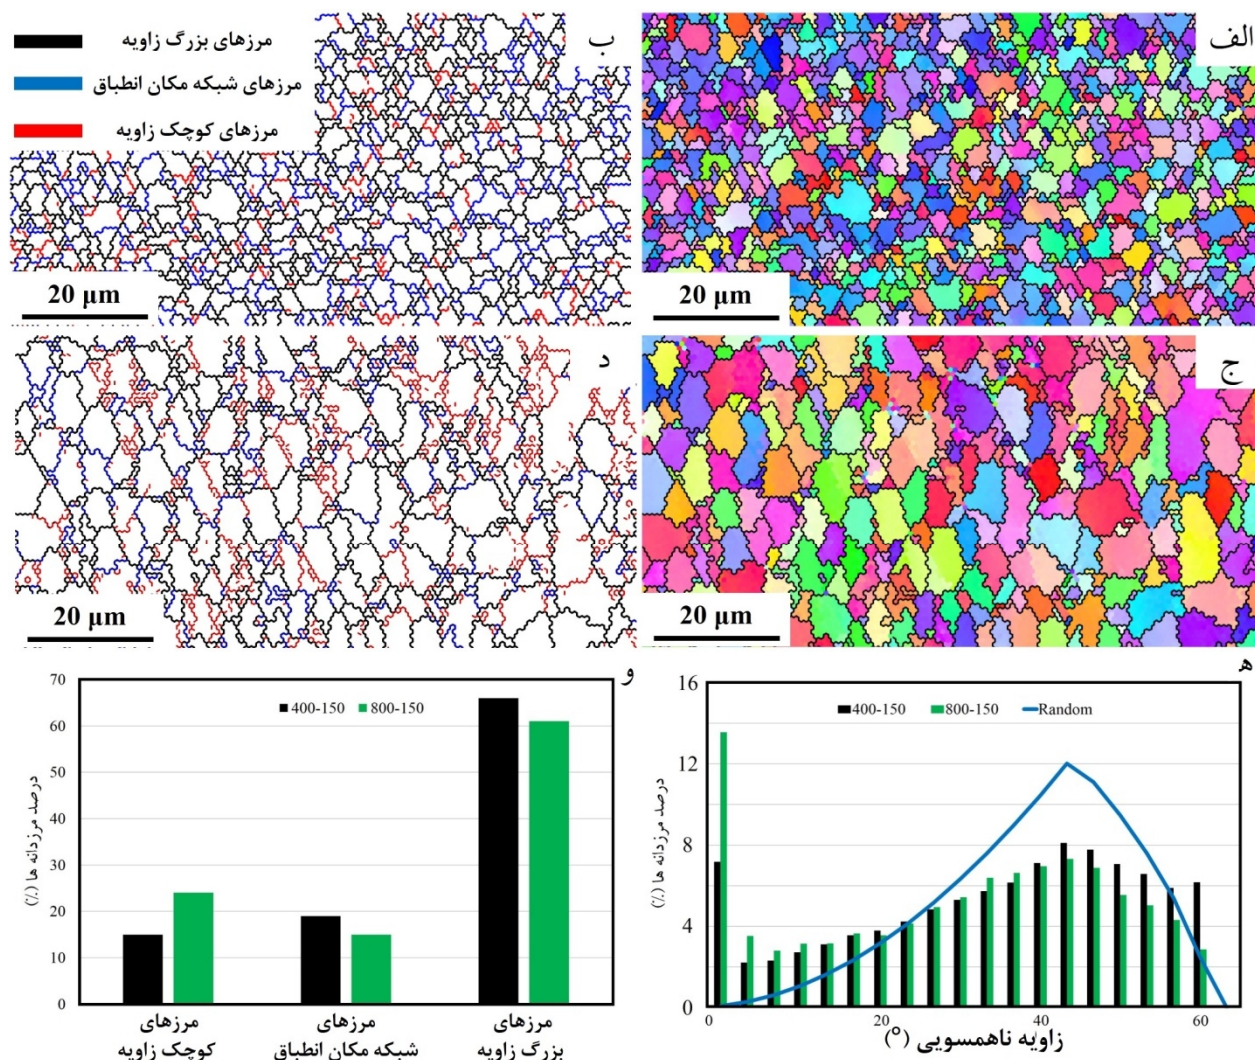 الف
ب
مرزهای بزرگ زاویه
مرزهای شبکه مکان انطباق
مرزهای کوچک زاویه
20 µm
20 µm
ج
د
20 µm
20 µm
ه
16
12
8
4
0
400-150
800-150
Random
درصد مرزدانه ها (٪)
0
20
40
60
زاویه ناهمسویی (°)
و
70
60
50
40
30
20
10
0
400-150
800-150
درصد مرزدانه ها (٪)
مرزهای
کوچک زاویه
مرزهای
شبکه مکان انطباق
مرزهای
بزرگ زاویه